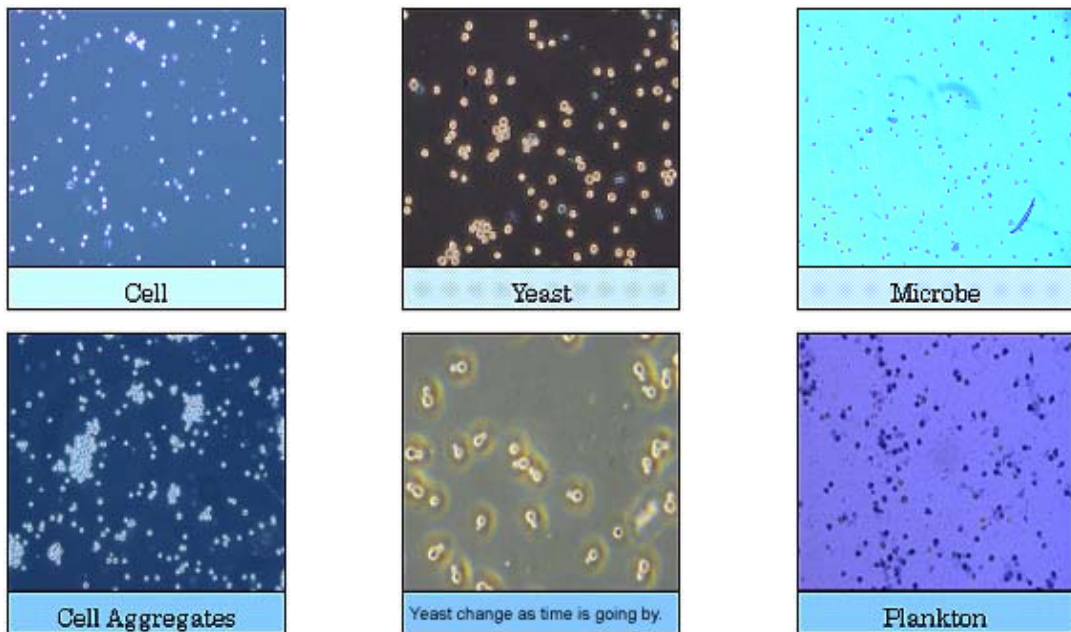 Cell
Yeast
Microbe
Cell Aggregates
Yeast change as time is going by.
Plankton